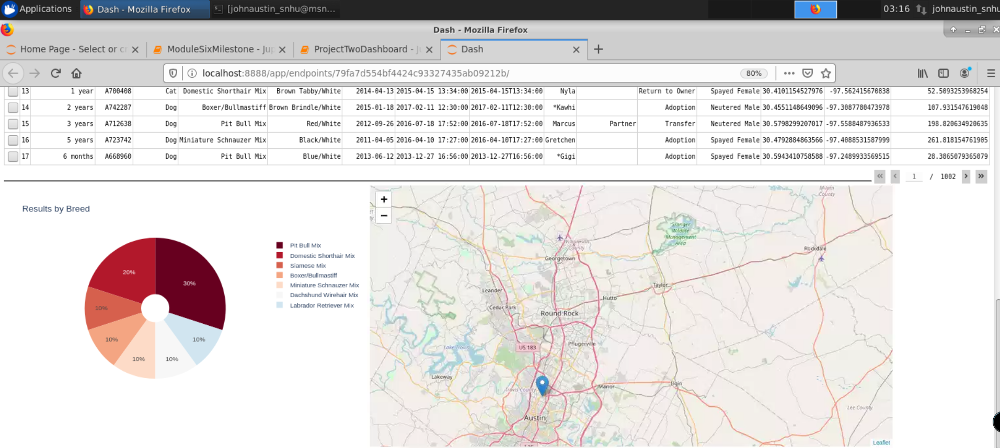 Applications Dash - Mozilla Firefox [johnaustin_snhu@msn... 03:16 johnaustin_snhu
Dash - Mozilla Firefox
Home Page - Select or cr ModuleSixMilestone - Jup ProjectTwoDashboard - J Dash
localhost:8888/app/endpoints/79fa7d554bf4424c93327435ab09212b/ 80%
13 1 year A700408 Cat Domestic Shorthair Mix Brown Tabby/White 2014-04-13 2015-04-15 13:34:00 2015-04-15T13:34:00 Nyla Return to Owner Spayed Female 30.4101154527976 -97.562415670838 52.5093253968254
14 2 years A742287 Dog Boxer/Bullmastiff Brown Brindle/White 2015-01-18 2017-02-11 12:30:00 2017-02-11T12:30:00 *Kawhi Adoption Neutered Male 30.4551148649096 -97.3087780473978 107.931547619048
15 3 years A712638 Dog Pit Bull Mix Red/White 2012-09-26 2016-07-18 17:52:00 2016-07-18T17:52:00 Marcus Partner Transfer Neutered Male 30.5798299207017 -97.5588487936533 198.820634920635
16 5 years A723742 Dog Miniature Schnauzer Mix Black/White 2011-04-05 2016-04-10 17:27:00 2016-04-10T17:27:00 Gretchen Adoption Spayed Female 30.4792884863566 -97.4088531587999 261.818154761905
17 6 months A668960 Dog Pit Bull Mix Blue/White 2013-06-12 2013-12-27 16:56:00 2013-12-27T16:56:00 *Gigi Adoption Spayed Female 30.5943410758588 -97.2489933569515 28.3865079365079
1 / 1002
Results by Breed
Pit Bull Mix
Domestic Shorthair Mix
Siamese Mix
Boxer/Bullmastiff
Miniature Schnauzer Mix
Dachshund Wirehair Mix
Labrador Retriever Mix
20%
30%
10%
10%
10%
10%
10%
+
−
Milam
County
Granger
Wildlife
Management
Area
Williamson
County
Rockdale
Georgetown
Taylor
Leander
Hutto
Cedar Park
Round Rock
Pflugerville
US 183
Lake Travis
Lakeway
Travis County
Manor
Elgin
Lee County
Austin
Leaflet